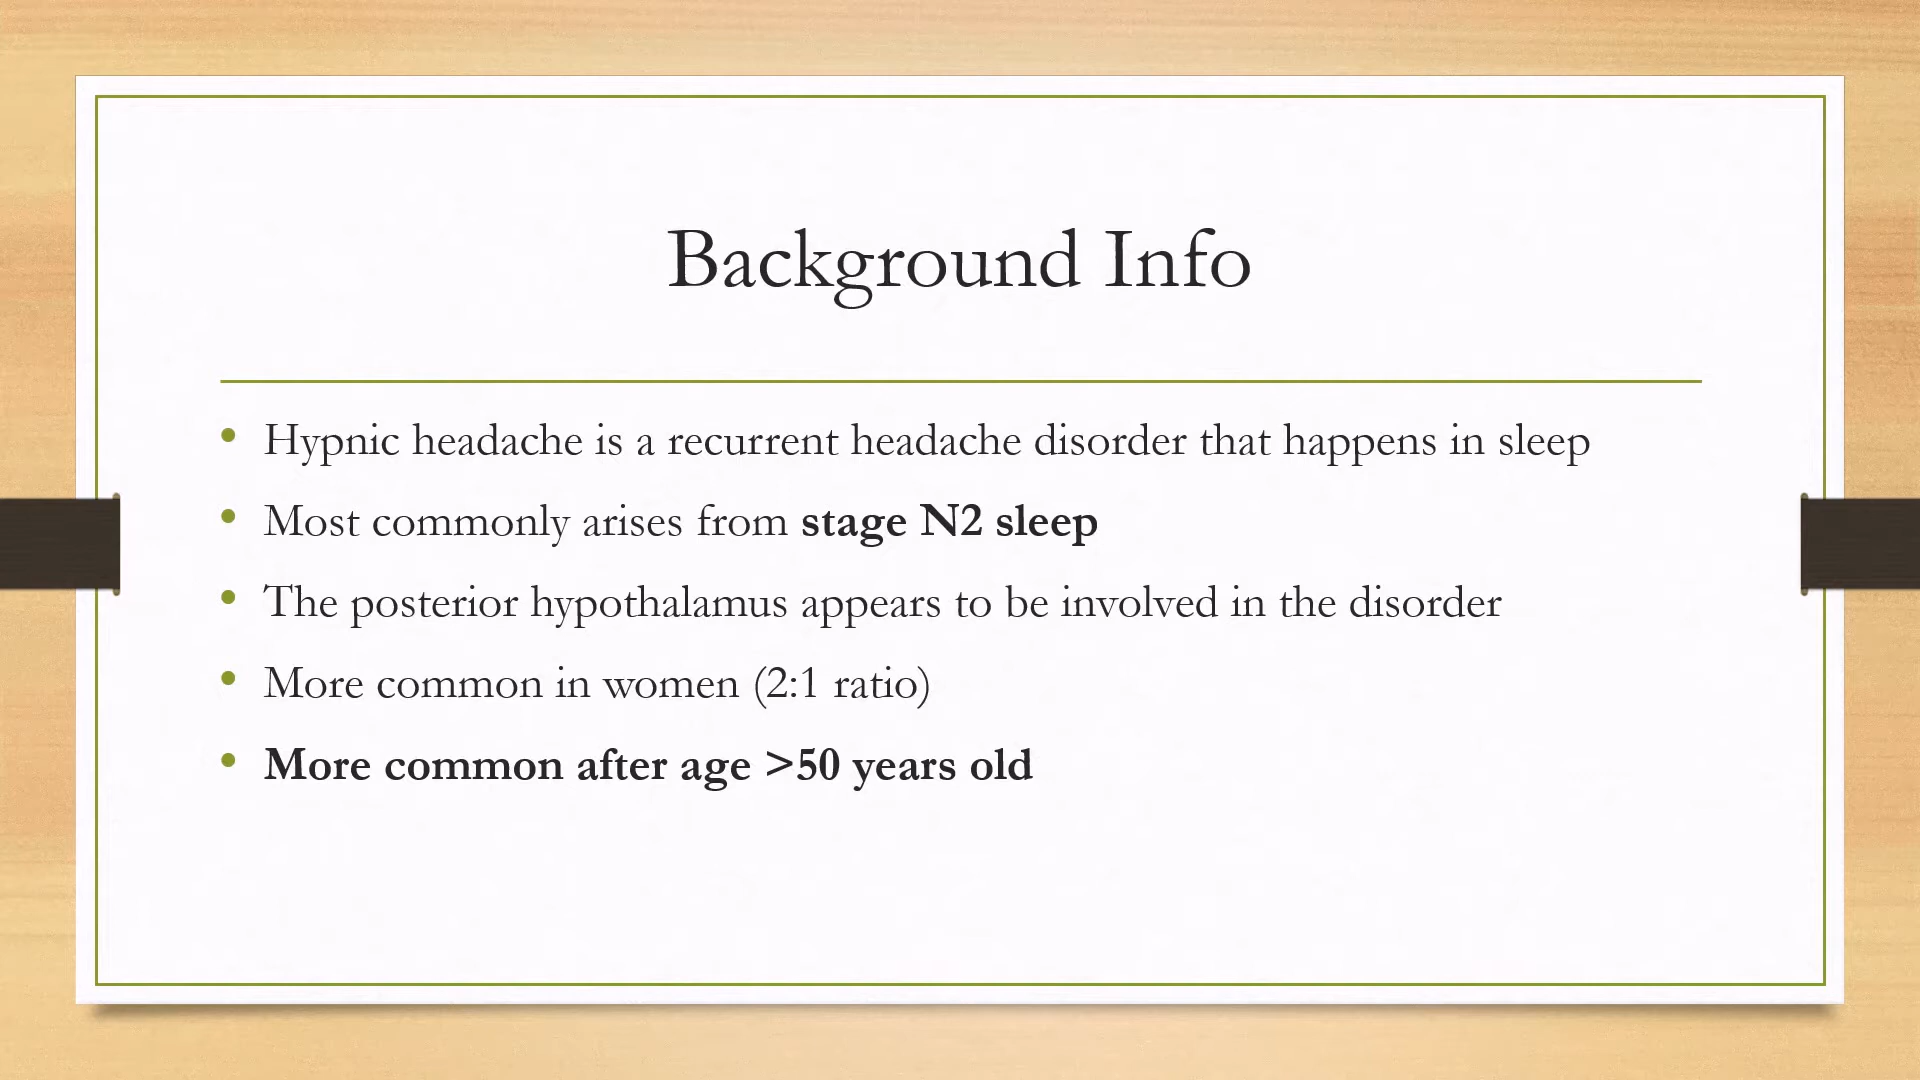 Background Info
• Hypnic headache is a recurrent headache disorder that happens in sleep
• Most commonly arises from stage N2 sleep
• The posterior hypothalamus appears to be involved in the disorder
• More common in women (2:1 ratio)
• More common after age >50 years old